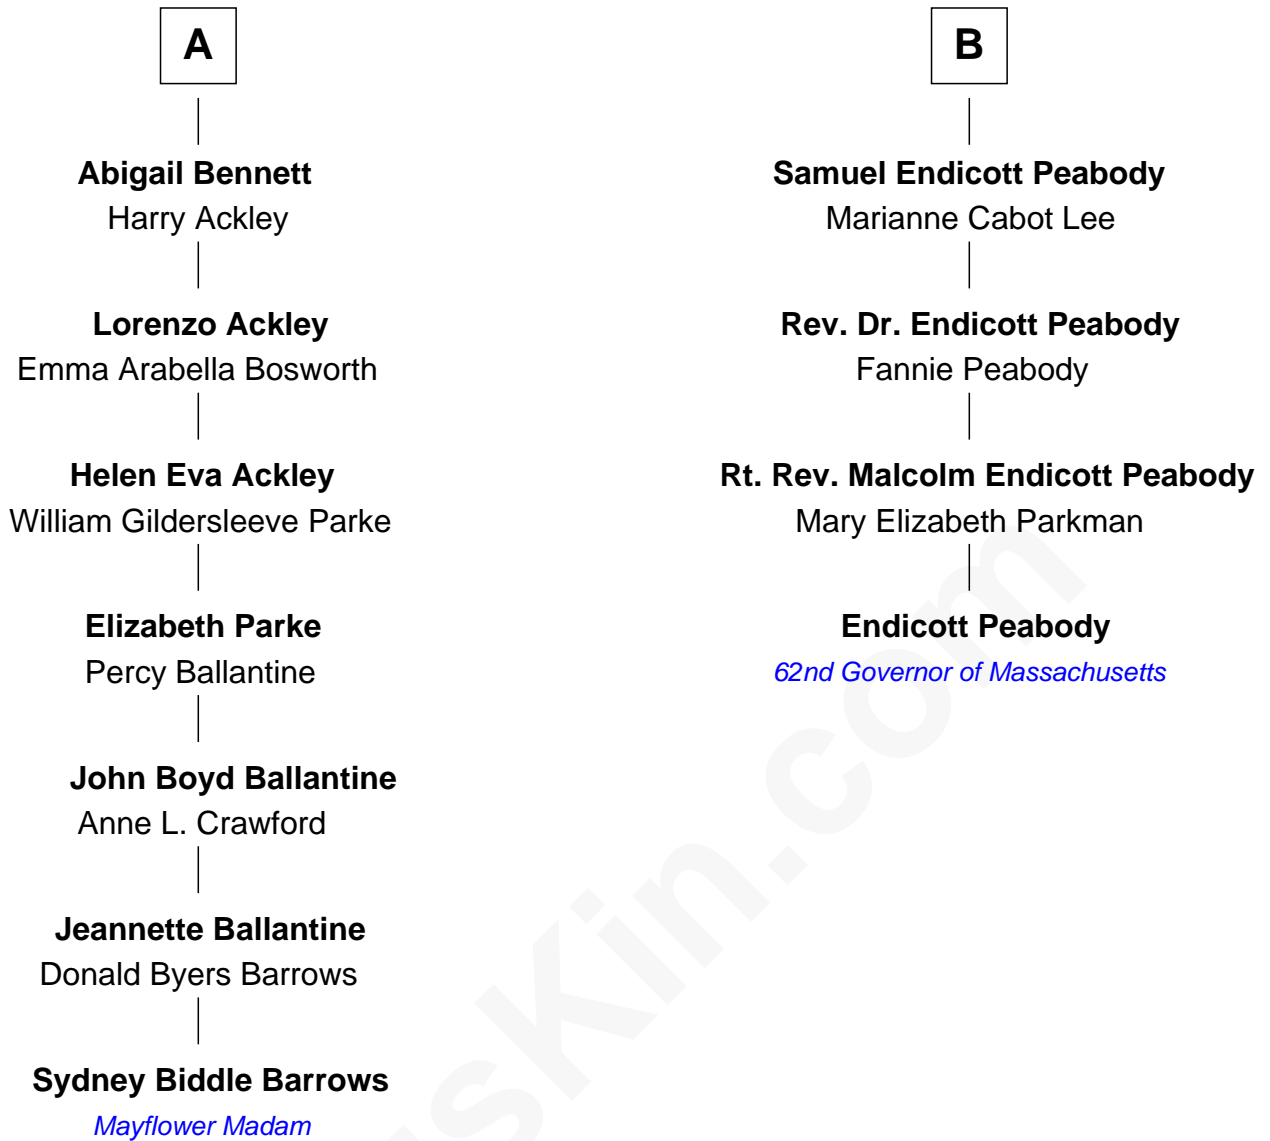 A
Abigail Bennett
Harry Ackley
Lorenzo Ackley
Emma Arabella Bosworth
Helen Eva Ackley
William Gildersleeve Parke
Elizabeth Parke
Percy Ballantine
John Boyd Ballantine
Anne L. Crawford
Jeannette Ballantine
Donald Byers Barrows
Sydney Biddle Barrows
Mayflower Madam
B
Samuel Endicott Peabody
Marianne Cabot Lee
Rev. Dr. Endicott Peabody
Fannie Peabody
Rt. Rev. Malcolm Endicott Peabody
Mary Elizabeth Parkman
Endicott Peabody
62nd Governor of Massachusetts
sKin.com